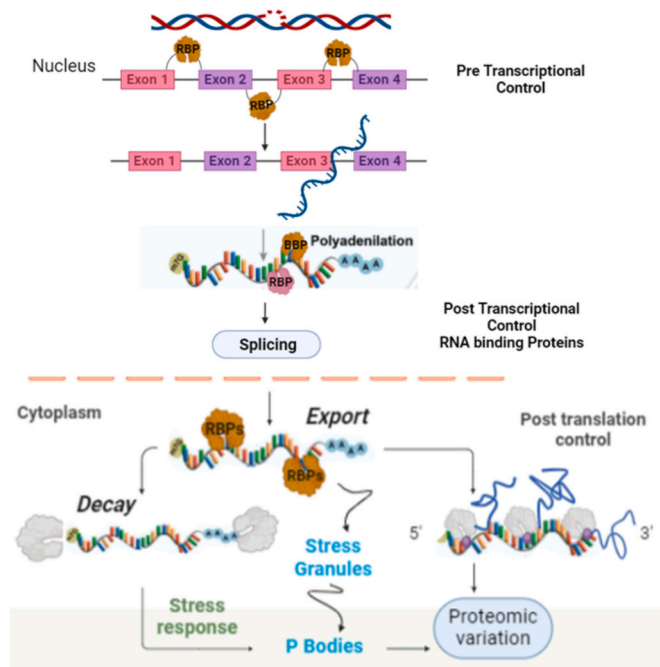 RBP
RBP
Nucleus
Exon 1
Exon 2
Exon 3
Exon 4
Pre Transcriptional
Control
RBP
Exon 1
Exon 2
Exon 3
Exon 4
BBP
Polyadenilation
m7G
A A A A
RBP
Splicing
Post Transcriptional
Control
RNA binding Proteins
Cytoplasm
RBPs
Export
Post translation
control
A A A A
RBPs
Decay
A A A A
5'
3'
Stress
Granules
Stress
response
P Bodies
Proteomic
variation